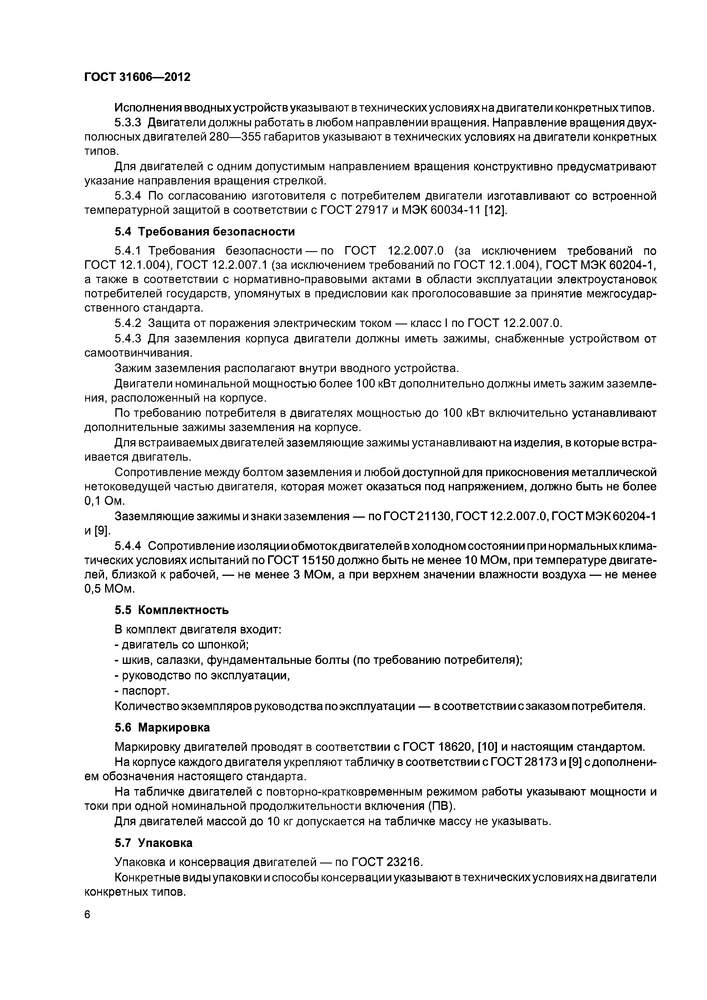 ГОСТ 31606—2012
Исполнения вводных устройств указывают в технических условиях на двигатели конкретных типов.
5.3.3 Двигатели должны работать в любом направлении вращения. Направление вращения двух-
полюсных двигателей 280—355 габаритов указывают в технических условиях на двигатели конкретных
типов.
Для двигателей с одним допустимым направлением вращения конструктивно предусматривают
указание направления вращения стрелкой.
5.3.4 По согласованию изготовителя с потребителем двигатели изготавливают со встроенной
температурной защитой в соответствии с ГОСТ 27917 и МЭК 60034-11 [12].
5.4 Требования безопасности
5.4.1 Требования безопасности — по ГОСТ 12.2.007.0 (за исключением требований по
ГОСТ 12.1.004), ГОСТ 12.2.007.1 (за исключением требований по ГОСТ 12.1.004), ГОСТ МЭК 60204-1,
а также в соответствии с нормативно-правовыми актами в области эксплуатации электроустановок
потребителей государств, упомянутых в предисловии как проголосовавшие за принятие межгосудар-
ственного стандарта.
5.4.2 Защита от поражения электрическим током — класс I по ГОСТ 12.2.007.0.
5.4.3 Для заземления корпуса двигатели должны иметь зажимы, снабженные устройством от
самоотвинчивания.
Зажим заземления располагают внутри вводного устройства.
Двигатели номинальной мощностью более 100 кВт дополнительно должны иметь зажим заземле-
ния, расположенный на корпусе.
По требованию потребителя в двигателях мощностью до 100 кВт включительно устанавливают
дополнительные зажимы заземления на корпусе.
Для встраиваемых двигателей заземляющие зажимы устанавливают на изделия, в которые встра-
ивается двигатель.
Сопротивление между болтом заземления и любой доступной для прикосновения металлической
нетоковедущей частью двигателя, которая может оказаться под напряжением, должно быть не более
0,1 Ом.
Заземляющие зажимы и знаки заземления — по ГОСТ 21130, ГОСТ 12.2.007.0, ГОСТ МЭК 60204-1
и [9].
5.4.4 Сопротивление изоляции обмоток двигателей в холодном состоянии при нормальных клима-
тических условиях испытаний по ГОСТ 15150 должно быть не менее 10 МОм, при температуре двигате-
лей, близкой к рабочей, — не менее 3 МОм, а при верхнем значении влажности воздуха — не менее
0,5 МОм.
5.5 Комплектность
В комплект двигателя входит:
- двигатель со шпонкой;
- шкив, салазки, фундаментальные болты (по требованию потребителя);
- руководство по эксплуатации,
- паспорт.
Количество экземпляров руководства по эксплуатации — в соответствии с заказом потребителя.
5.6 Маркировка
Маркировку двигателей проводят в соответствии с ГОСТ 18620, [10] и настоящим стандартом.
На корпусе каждого двигателя укрепляют табличку в соответствии с ГОСТ 28173 и [9] с дополнени-
ем обозначения настоящего стандарта.
На табличке двигателей с повторно-кратковременным режимом работы указывают мощности и
токи при одной номинальной продолжительности включения (ПВ).
Для двигателей массой до 10 кг допускается на табличке массу не указывать.
5.7 Упаковка
Упаковка и консервация двигателей — по ГОСТ 23216.
Конкретные виды упаковки и способы консервации указывают в технических условиях на двигатели
конкретных типов.
6